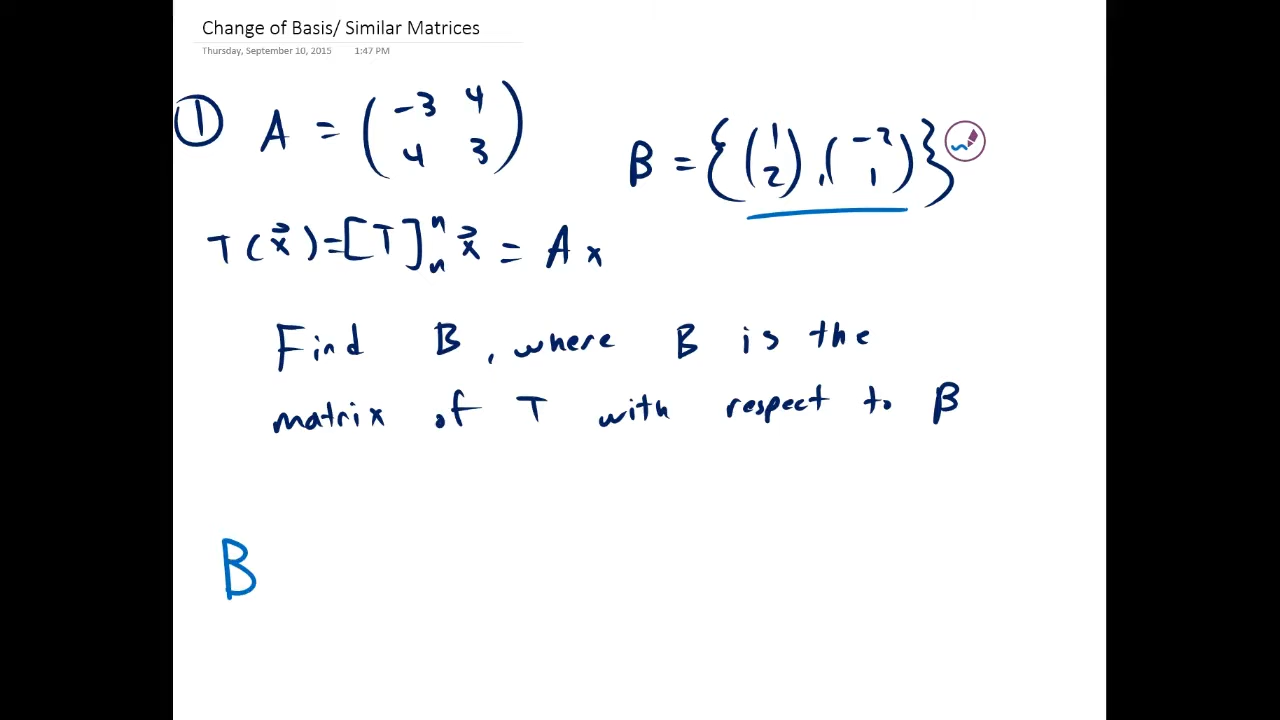 Change of Basis/ Similar Matrices
Thursday, September 10, 2015 1:47 PM
① A = (-3 4
4 3)
β = {(1
2), (-2
1)}
T(x⃗) = [T]ⁿₙ x⃗ = Ax
Find B, where B is the
matrix of T with respect to β
B